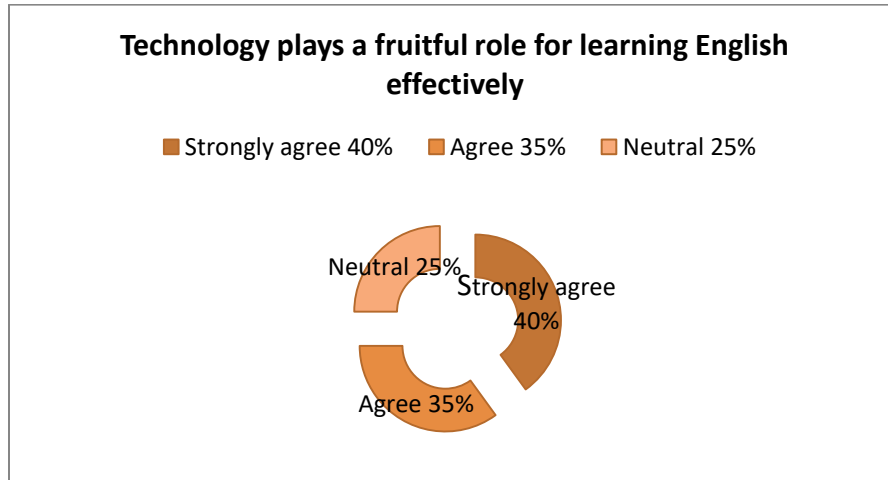 Technology plays a fruitful role for learning English
effectively
Strongly agree 40% Agree 35% Neutral 25%
Neutral 25%
Strongly agree
40%
Agree 35%